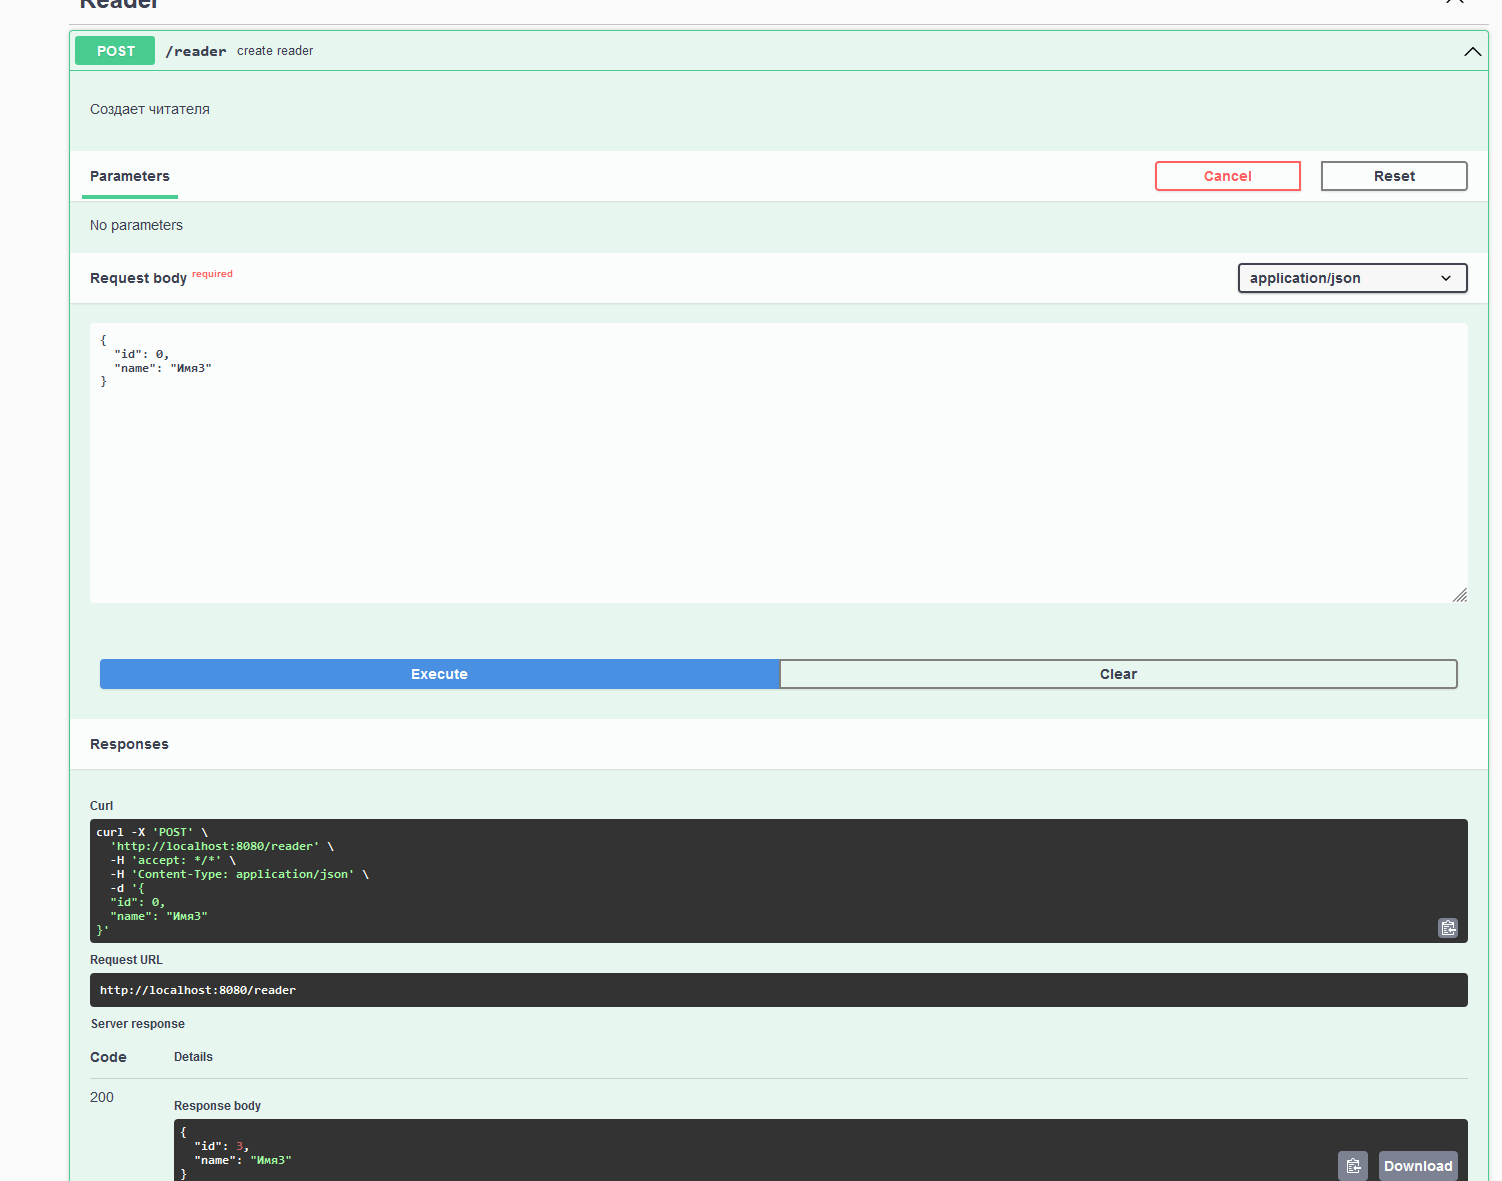 Reader
POST /reader create reader
Создает читателя
Parameters
Cancel
Reset
No parameters
Request body required
application/json
{
  "id": 0,
  "name": "Имя3"
}
Execute
Clear
Responses
Curl
curl -X 'POST' \
  'http://localhost:8080/reader' \
  -H 'accept: */*' \
  -H 'Content-Type: application/json' \
  -d '{
  "id": 0,
  "name": "Имя3"
}'
Request URL
http://localhost:8080/reader
Server response
Code Details
200
Response body
{
  "id": 3,
  "name": "Имя3"
}
Download